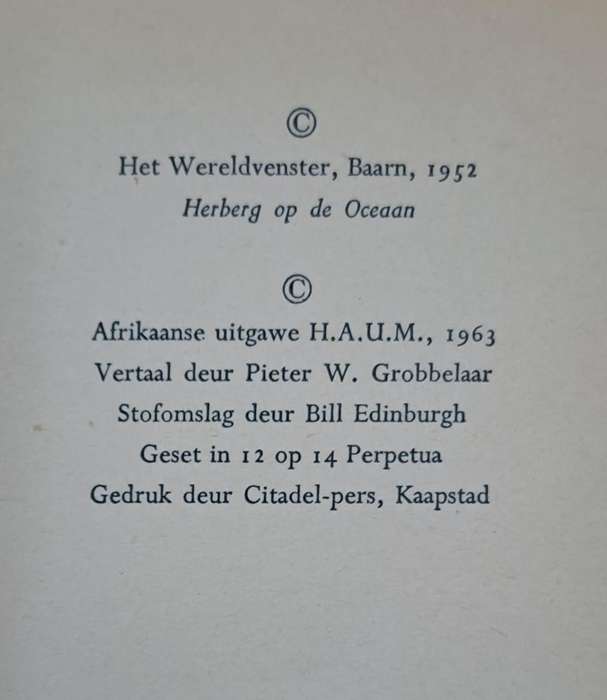 ©
Het Wereldvenster, Baarn, 1952
Herberg op de Oceaan
©
Afrikaanse uitgawe H.A.U.M., 1963
Vertaal deur Pieter W. Grobbelaar
Stofomslag deur Bill Edinburgh
Geset in 12 op 14 Perpetua
Gedruk deur Citadel-pers, Kaapstad